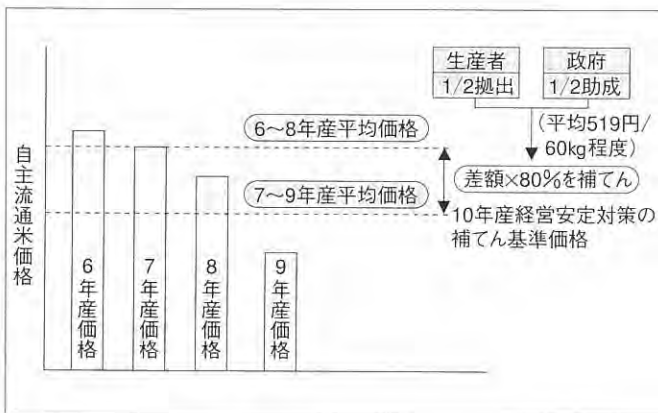 生産者
1/2拠出
政府
1/2助成
(平均519円/
60kg程度)
6〜8年産平均価格
差額×80%を補てん
7〜9年産平均価格
10年産経営安定対策の
補てん基準価格
自主流通米価格
6年産価格
7年産価格
8年産価格
9年産価格